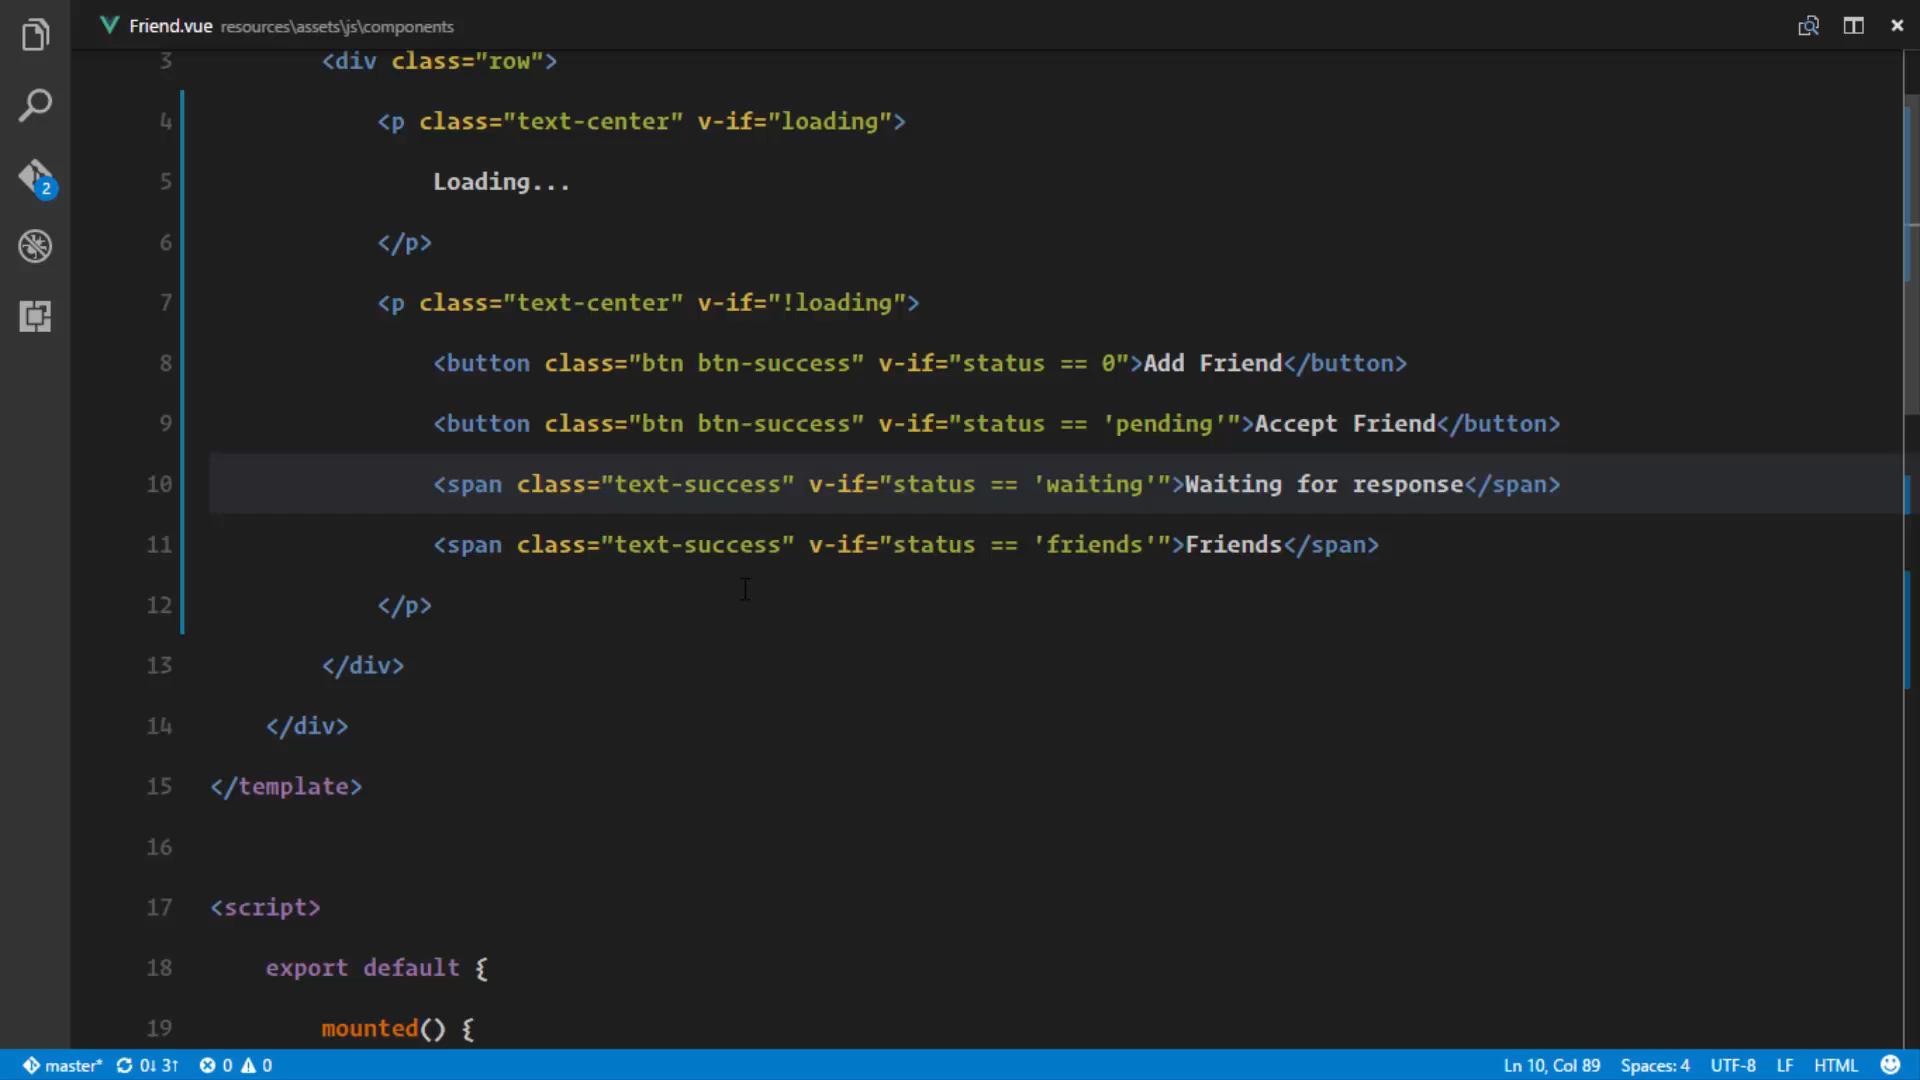 Friend.vue resources\assets\js\components
3 <div class="row">
4 <p class="text-center" v-if="loading">
5 Loading...
6 </p>
7 <p class="text-center" v-if="!loading">
8 <button class="btn btn-success" v-if="status == 0">Add Friend</button>
9 <button class="btn btn-success" v-if="status == 'pending'">Accept Friend</button>
10 <span class="text-success" v-if="status == 'waiting'">Waiting for response</span>
11 <span class="text-success" v-if="status == 'friends'">Friends</span>
12 </p>
13 </div>
14 </div>
15 </template>
16
17 <script>
18 export default {
19 mounted() {
2
master* 0↓ 3↑ 0 0 Ln 10, Col 89 Spaces: 4 UTF-8 LF HTML